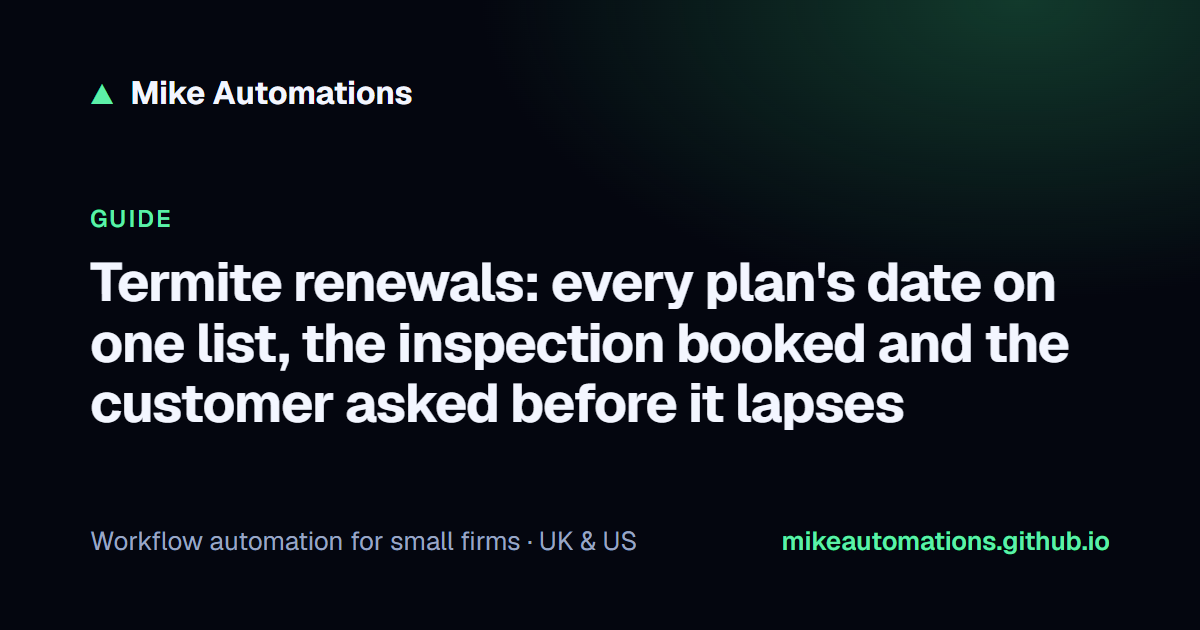 Mike Automations
GUIDE
Termite renewals: every plan's date on
one list, the inspection booked and the
customer asked before it lapses
Workflow automation for small firms · UK & US
mikeautomations.github.io